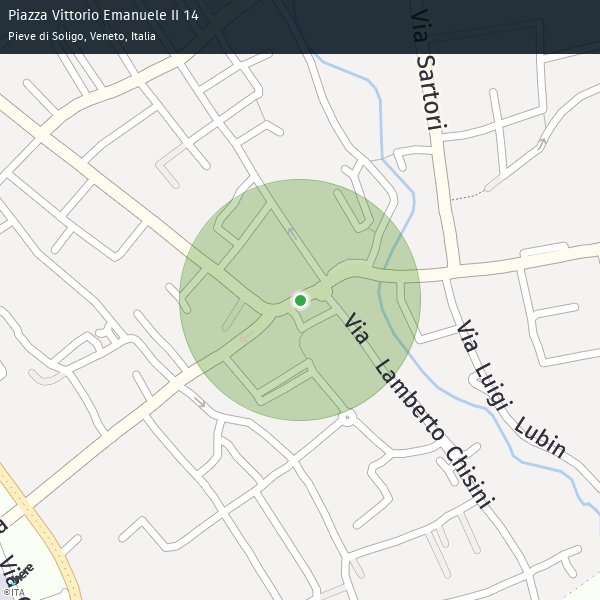 Piazza Vittorio Emanuele II 14
Pieve di Soligo, Veneto, Italia
Via Sartori
Via Lamberto Chisini
Via Luigi Lubin
Via
©ITA